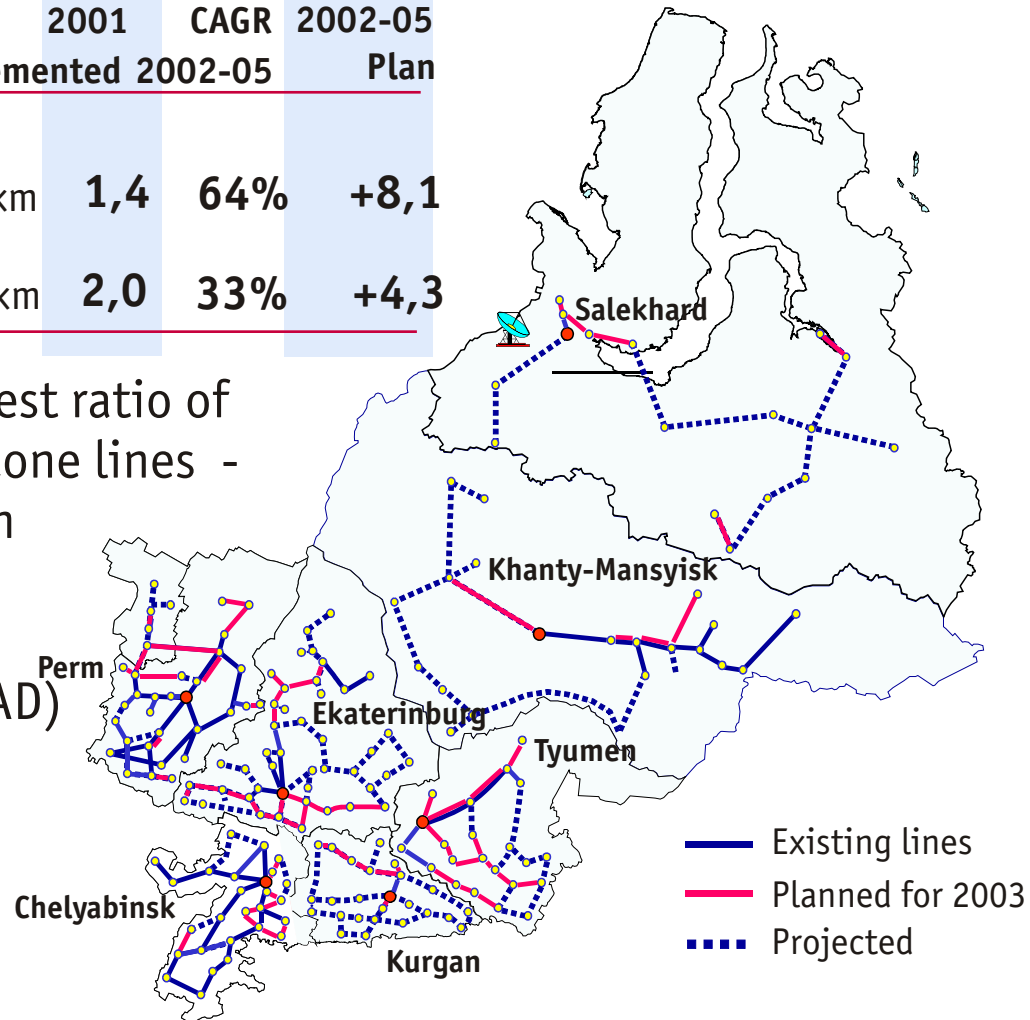 2001 CAGR 2002-05
mented 2002-05 Plan
km 1,4 64% +8,1
km 2,0 33% +4,3
est ratio of
one lines -
AD)
Salekhard
Khanty-Mansyisk
Perm
Ekaterinburg
Tyumen
Chelyabinsk
Kurgan
Existing lines
Planned for 2003
Projected